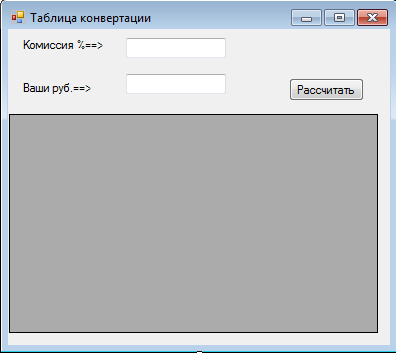 Таблица конвертации
Комиссия %==>
Ваши руб.==>
Рассчитать